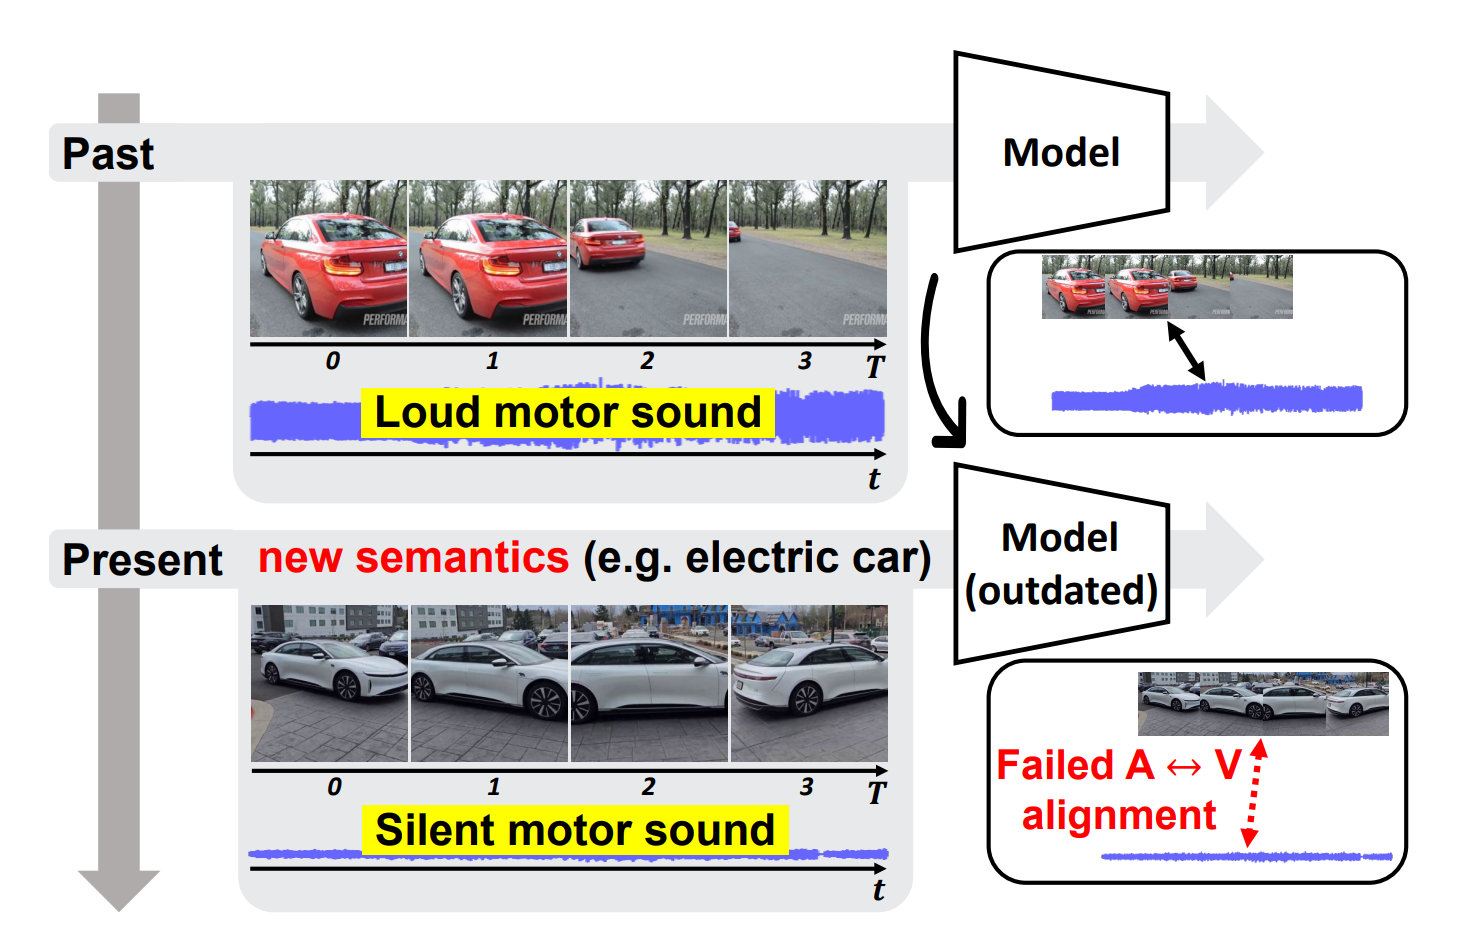 Past
Model
PERFORMA
PERFORMA
PERFORMA
PERFORMA
0 1 2 3 T
Loud motor sound
t
Present
new semantics (e.g. electric car)
Model
(outdated)
0 1 2 3 T
Failed A ↔ V
alignment
Silent motor sound
t